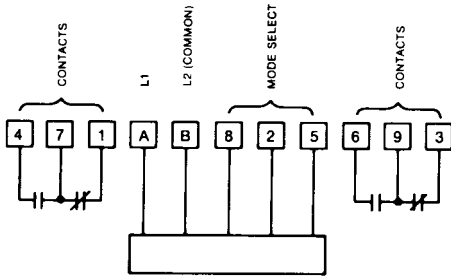 CONTACTS
L1
L2 (COMMON)
MODE SELECT
CONTACTS
4 7 1 A B 8 2 5 6 9 3